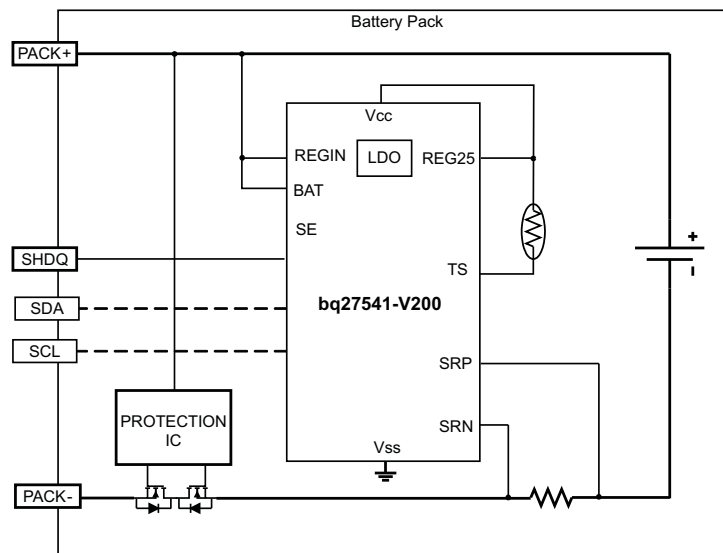 Battery Pack
PACK+
Vcc
REGIN
LDO
REG25
BAT
SE
SHDQ
TS
SDA
bq27541-V200
SCL
SRP
PROTECTION
IC
SRN
Vss
PACK-
+
-